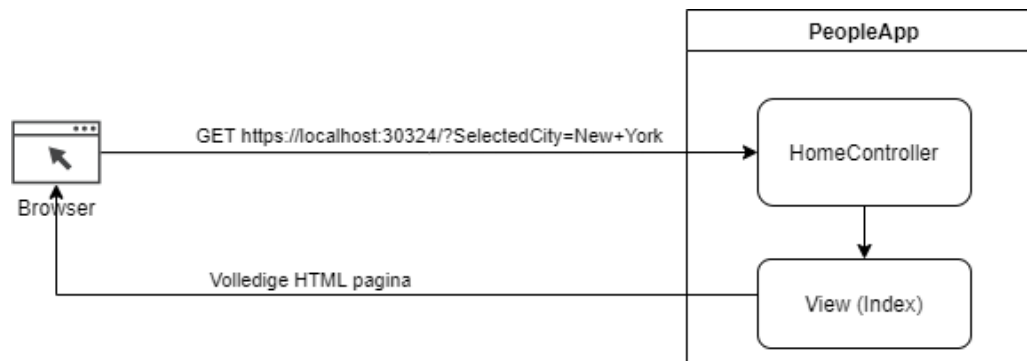 PeopleApp
GET https://localhost:30324/?SelectedCity=New+York
HomeController
Browser
Volledige HTML pagina
View (Index)